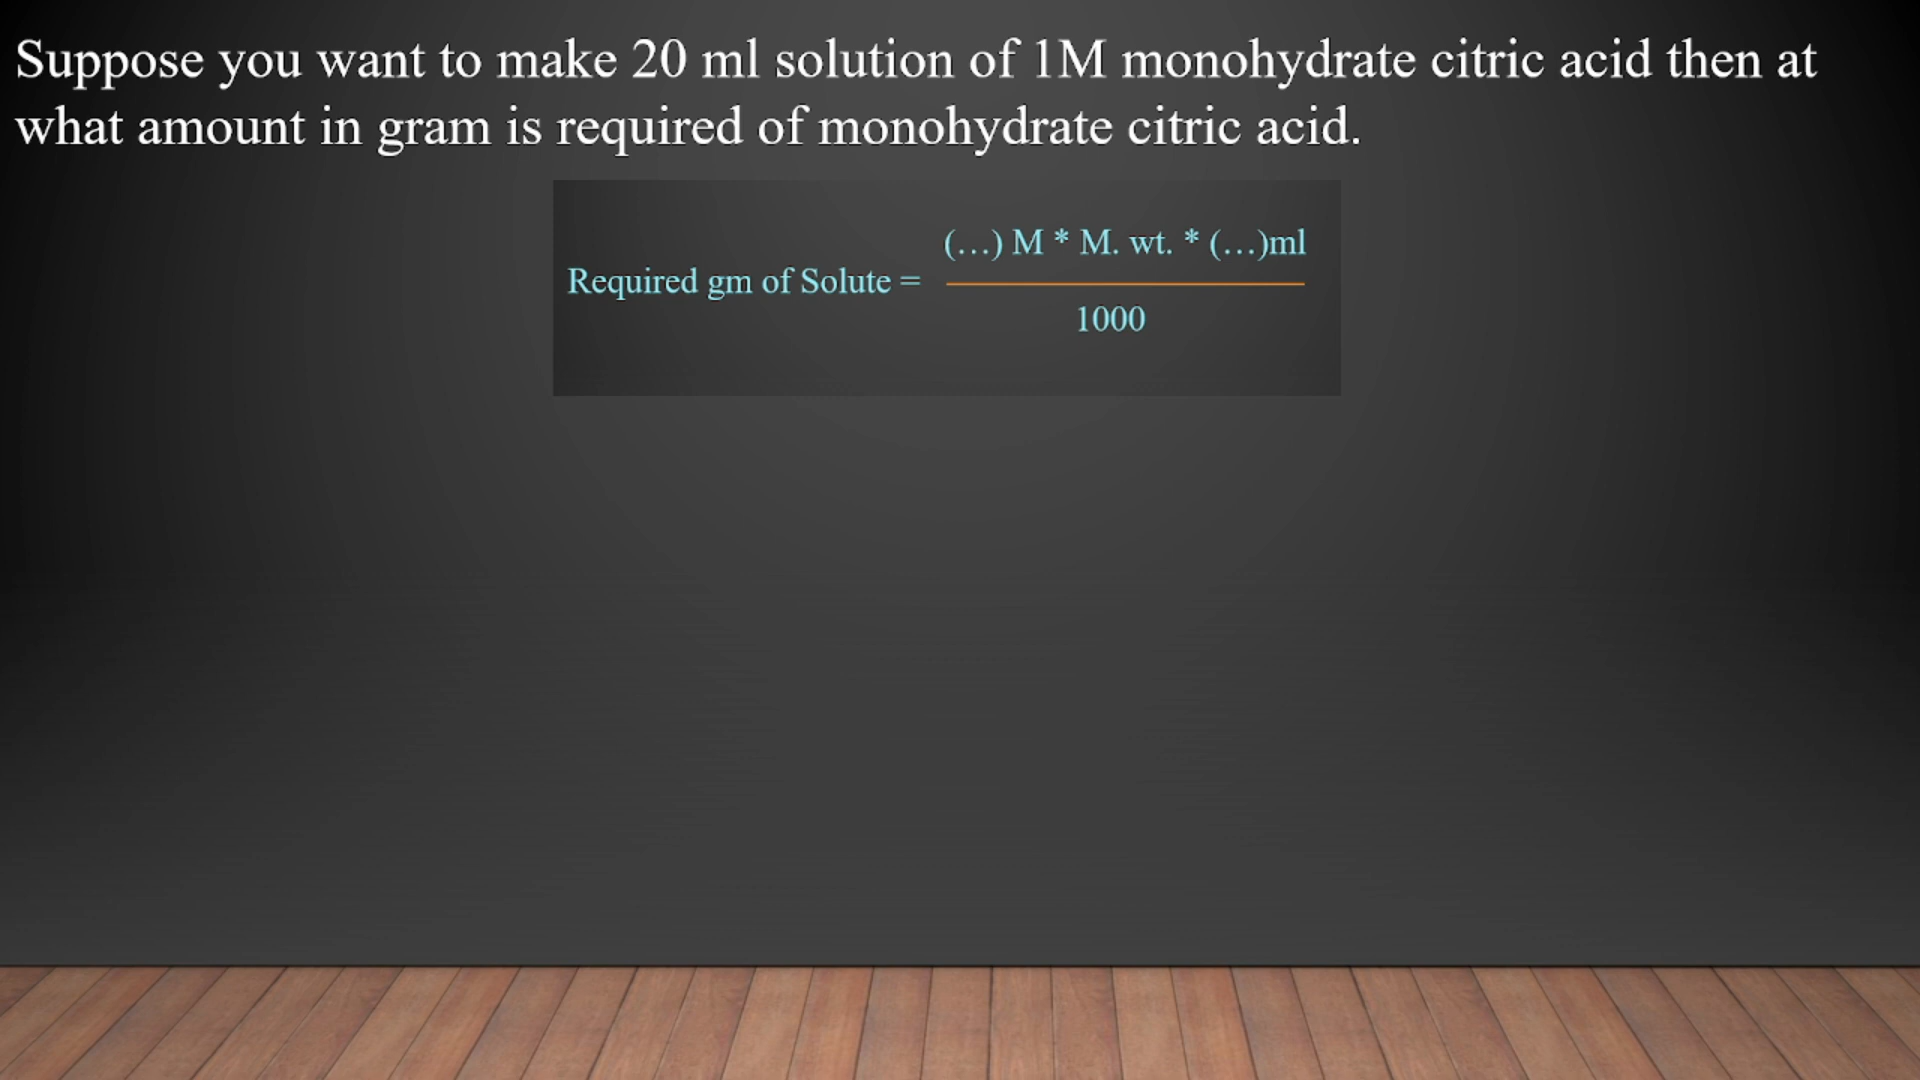 Suppose you want to make 20 ml solution of 1M monohydrate citric acid then at
what amount in gram is required of monohydrate citric acid.
(…) M * M. wt. * (…)ml
Required gm of Solute =
1000